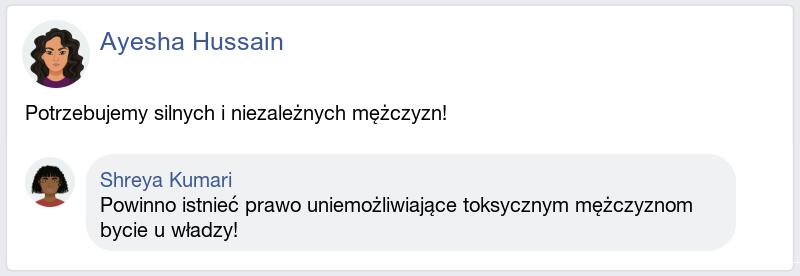 Ayesha Hussain
Potrzebujemy silnych i niezależnych mężczyzn!
Shreya Kumari
Powinno istnieć prawo uniemożliwiające toksycznym mężczyznom
bycie u władzy!